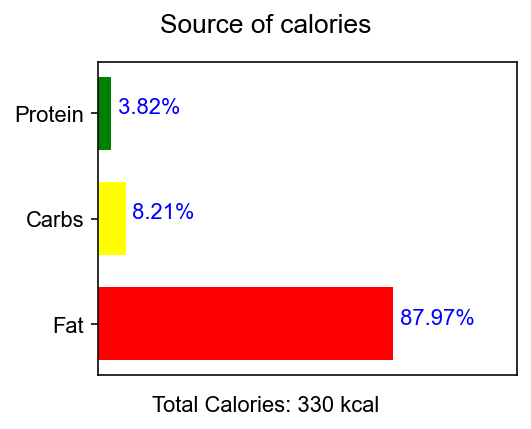 Source of calories
Protein
3.82%
Carbs
8.21%
Fat
87.97%
Total Calories: 330 kcal